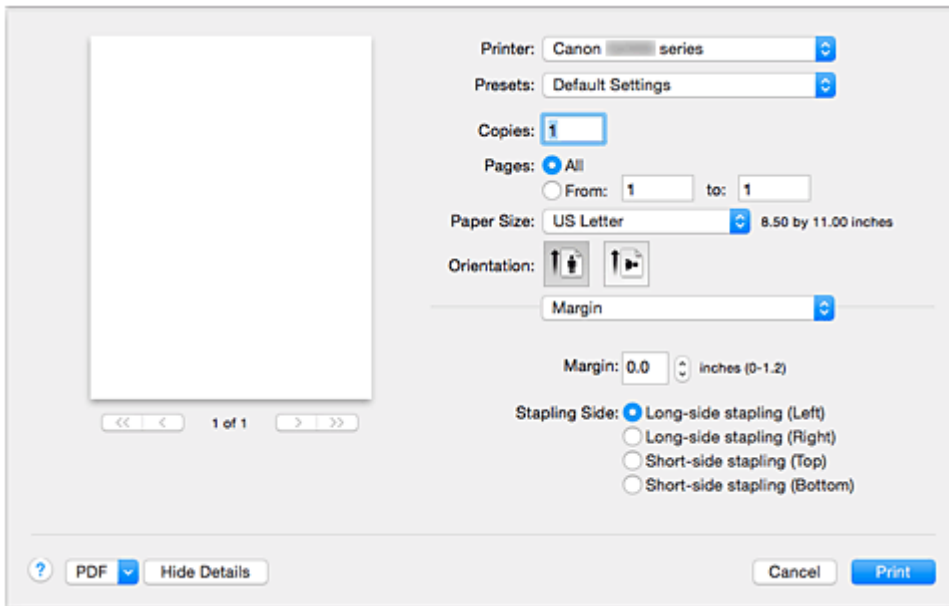 Printer: Canon series
Presets: Default Settings
Copies: 1
Pages: All
From: 1 to: 1
Paper Size: US Letter 8.50 by 11.00 inches
Orientation:
Margin
Margin: 0.0 inches (0-1.2)
1 of 1
Stapling Side: Long-side stapling (Left)
Long-side stapling (Right)
Short-side stapling (Top)
Short-side stapling (Bottom)
? PDF Hide Details Cancel Print